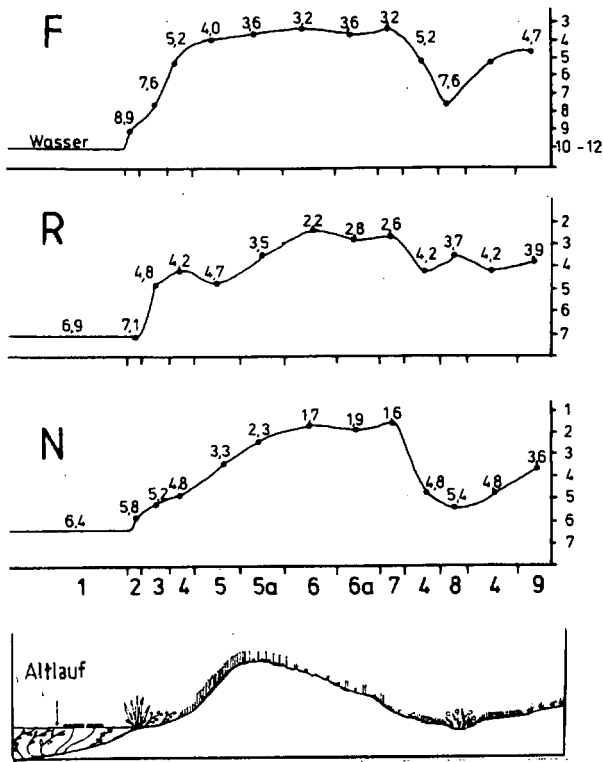 F
8,9 7,6 5,2 4,0 3,6 3,2 3,6 3,2 5,2 7,6 4,7
Wasser
3
4
5
6
7
8
9
10-12
R
6,9 7,1 4,8 4,2 4,7 3,5 2,2 2,8 2,6 4,2 3,7 4,2 3,9
2
3
4
5
6
7
N
6,4 5,8 5,2 4,8 3,3 2,3 1,7 1,9 1,6 4,8 5,4 4,8 3,6
1
2
3
4
5
6
7
1 2 3 4 5 5a 6 6a 7 4 8 4 9
Altlauf